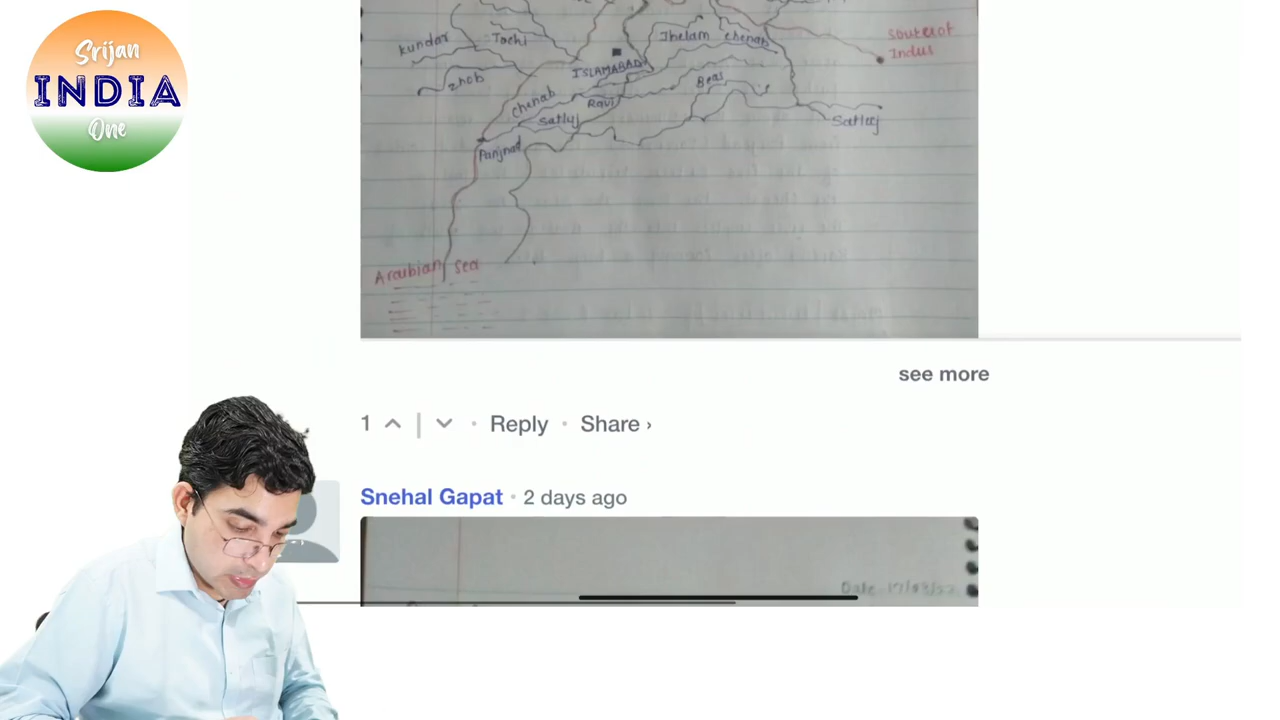 Srijan
INDIA
One
Kundar
Tochi
Zhob
ISLAMABAD
Jhelam
chenab
Source of
Indus
chenab
Ravi
Beas
Satluj
Satluj
Panjnad
Arabian Sea
see more
1
Reply
Share ›
Snehal Gapat • 2 days ago